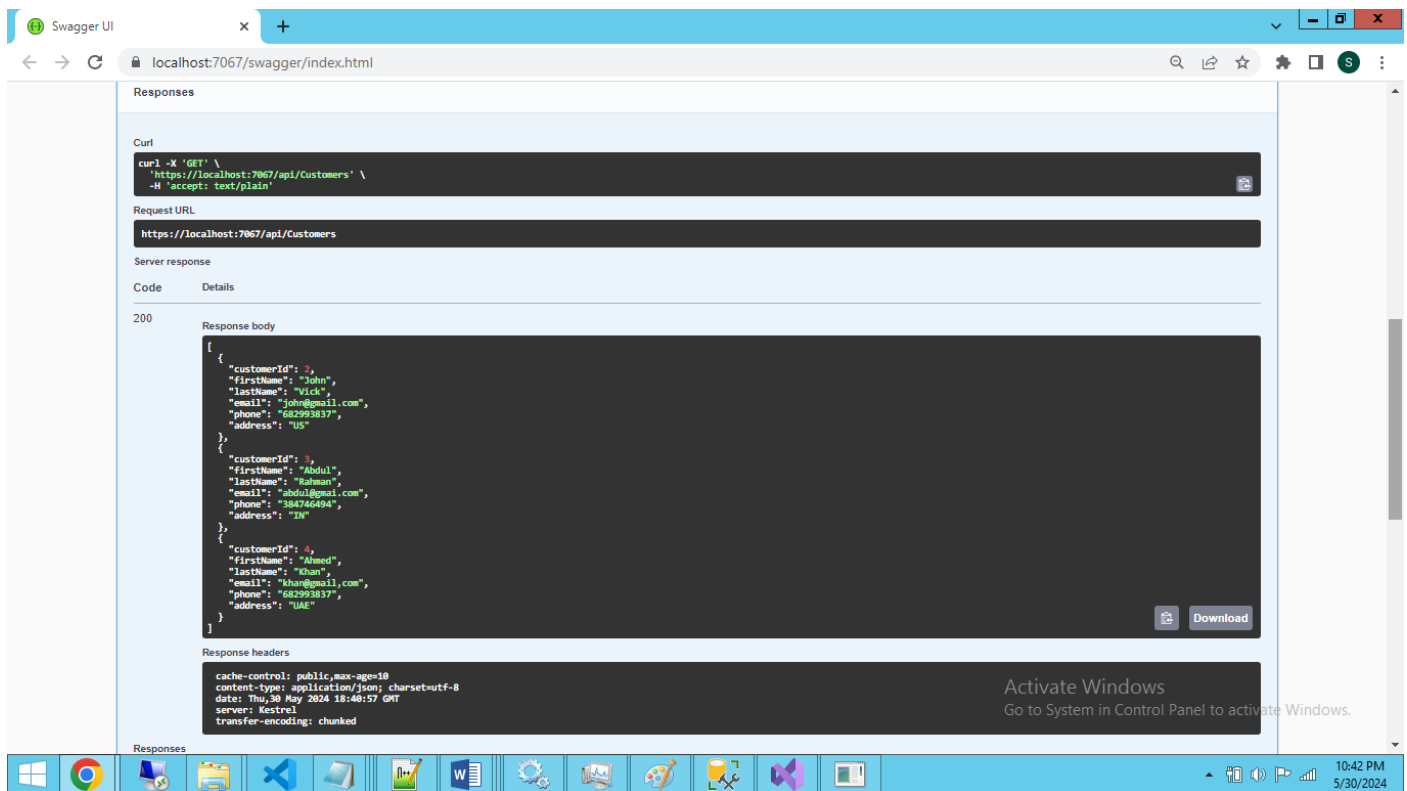 Swagger UI
localhost:7067/swagger/index.html
S
Responses
Curl
curl -X 'GET' \
'https://localhost:7067/api/Customers' \
-H 'accept: text/plain'
Request URL
https://localhost:7067/api/Customers
Server response
Code Details
200
Response body
[
{
"customerId": 2,
"firstName": "John",
"lastName": "Vick",
"email": "john@gmail.com",
"phone": "682993837",
"address": "US"
},
{
"customerId": 3,
"firstName": "Abdul",
"lastName": "Rahman",
"email": "abdul@gmai.com",
"phone": "384746494",
"address": "IN"
},
{
"customerId": 4,
"firstName": "Ahmed",
"lastName": "Khan",
"email": "khan@gmail,com",
"phone": "682993837",
"address": "UAE"
}
]
Download
Response headers
cache-control: public,max-age=10
content-type: application/json; charset=utf-8
date: Thu,30 May 2024 18:40:57 GMT
server: Kestrel
transfer-encoding: chunked
Activate Windows
Go to System in Control Panel to activate Windows.
Responses
10:42 PM
5/30/2024